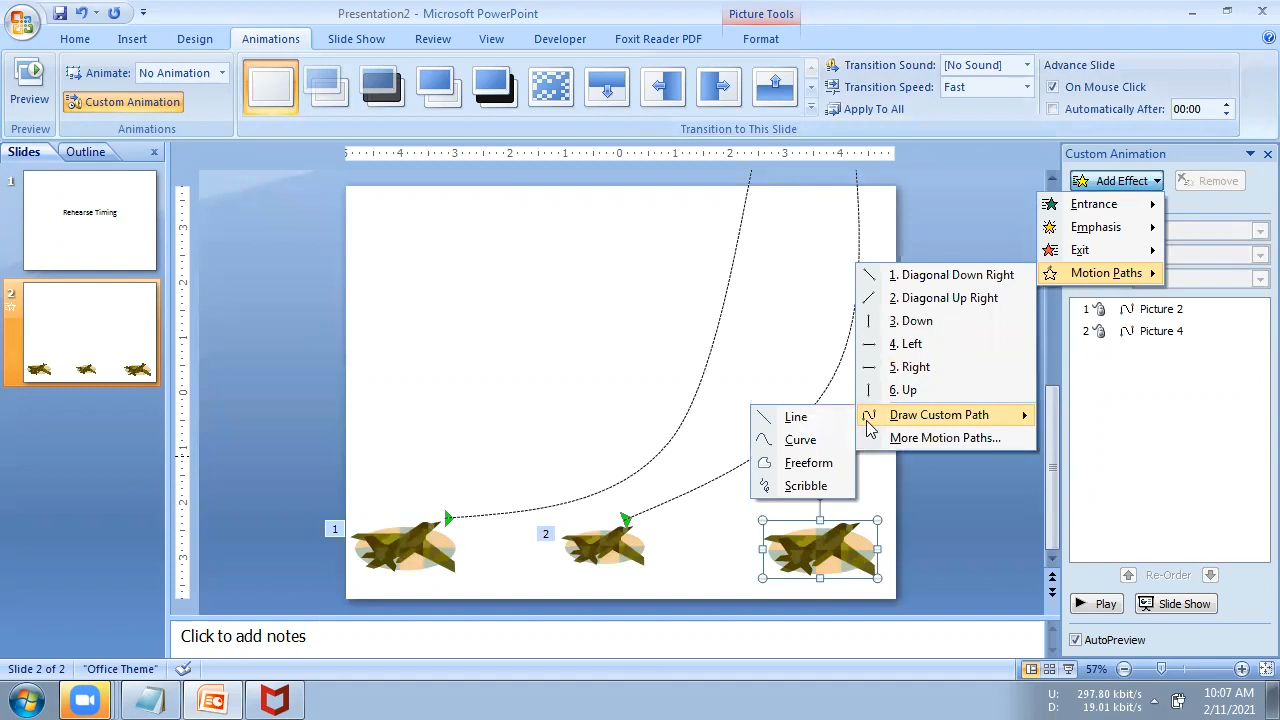 Presentation2 - Microsoft PowerPoint
Picture Tools
Home Insert Design Animations Slide Show Review View Developer Foxit Reader PDF Format
Preview
Animate: No Animation
Custom Animation
Transition Sound: [No Sound]
Transition Speed: Fast
Apply To All
Advance Slide
On Mouse Click
Automatically After: 00:00
Preview Animations Transition to This Slide
Slides Outline
1
Rehearse Timing
2
Custom Animation
Add Effect Remove
Entrance
Emphasis
Exit
Motion Paths
1. Diagonal Down Right
2. Diagonal Up Right
3. Down
4. Left
5. Right
6. Up
Draw Custom Path
More Motion Paths...
Line
Curve
Freeform
Scribble
1 Picture 2
2 Picture 4
1
2
Re-Order
Play Slide Show
AutoPreview
Click to add notes
Slide 2 of 2 "Office Theme" 57%
U: 297.80 kbit/s
D: 19.01 kbit/s
10:07 AM
2/11/2021